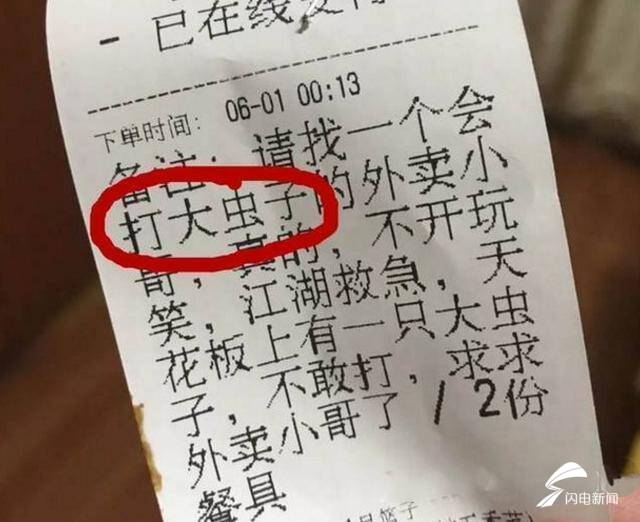 - 已在线支付
下单时间: 06-01 00:13
备注: 请找一个会
打大虫子的外卖小
哥, 真的, 不开玩
笑, 江湖救急, 天
花板上有一只大虫
子, 不敢打, 求求
外卖小哥了 / 2份
餐具
闪电新闻